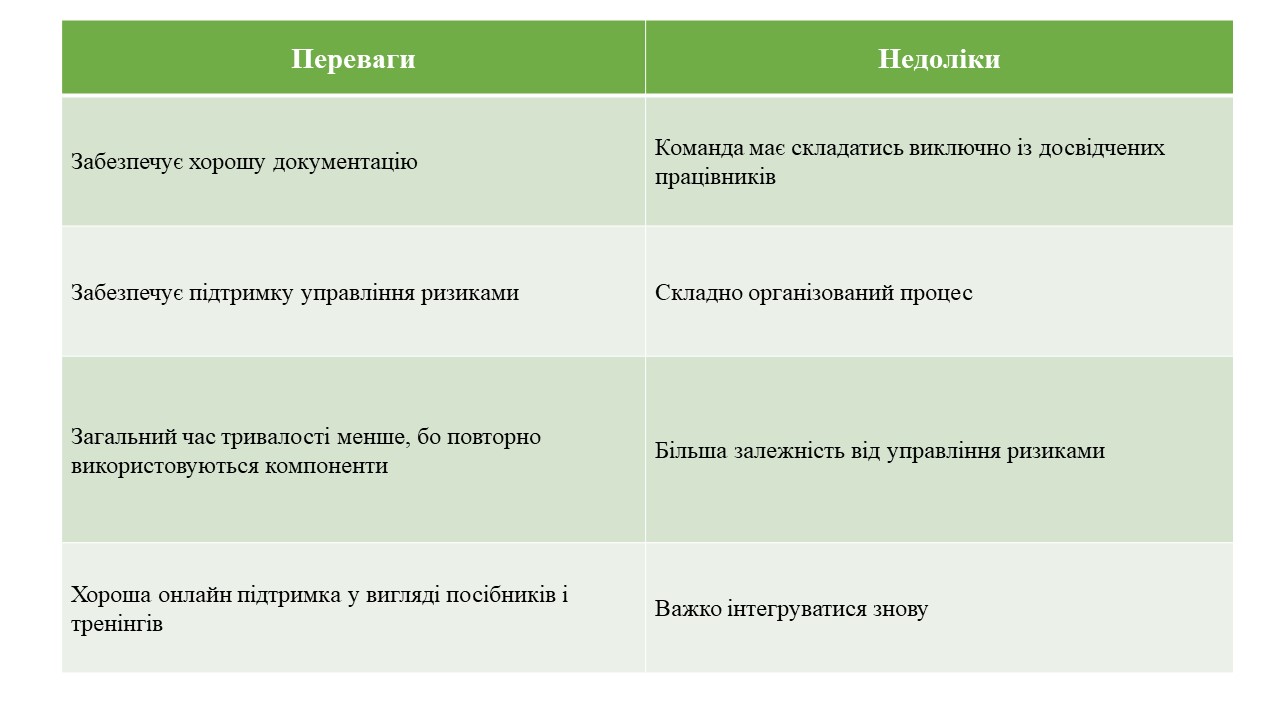 Переваги
Недоліки
Забезпечує хорошу документацію
Команда має складатись виключно із досвідчених
працівників
Забезпечує підтримку управління ризиками
Складно організований процес
Загальний час тривалості менше, бо повторно
використовуються компоненти
Більша залежність від управління ризиками
Хороша онлайн підтримка у вигляді посібників і
тренінгів
Важко інтегруватися знову